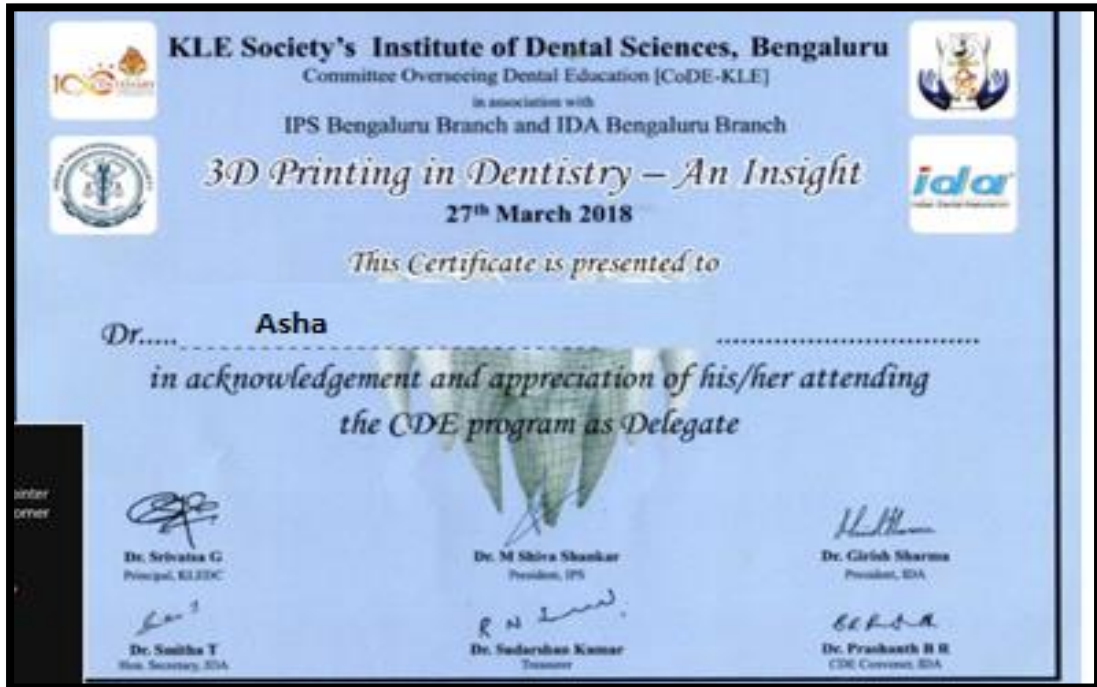 KLE Society's Institute of Dental Sciences, Bengaluru
Committee Overseeing Dental Education [CoDE-KLE]
in association with
IPS Bengaluru Branch and IDA Bengaluru Branch
3D Printing in Dentistry – An Insight
27th March 2018
ida
Indian Dental Association
This Certificate is presented to
Dr..... Asha ................................
in acknowledgement and appreciation of his/her attending
the CDE program as Delegate
ointer
orner
Dr. Srivatsa G
Principal, KLEDC
Dr. M Shiva Shankar
President, IPS
Dr. Girish Sharma
President, IDA
Dr. Smitha T
Hon. Secretary, IDA
Dr. Sudarshan Kumar
Treasurer
Dr. Prashanth B R
CDE Convenor, IDA